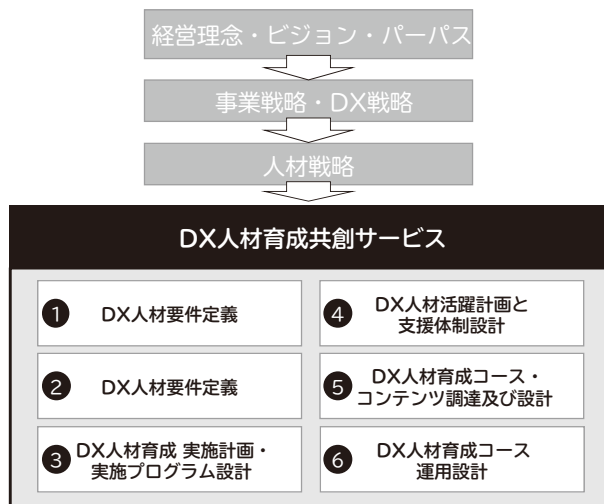 経営理念・ビジョン・パーパス
事業戦略・DX戦略
人材戦略
DX人材育成共創サービス
1 DX人材要件定義
2 DX人材要件定義
3 DX人材育成 実施計画・
実施プログラム設計
4 DX人材活躍計画と
支援体制設計
5 DX人材育成コース・
コンテンツ調達及び設計
6 DX人材育成コース
運用設計